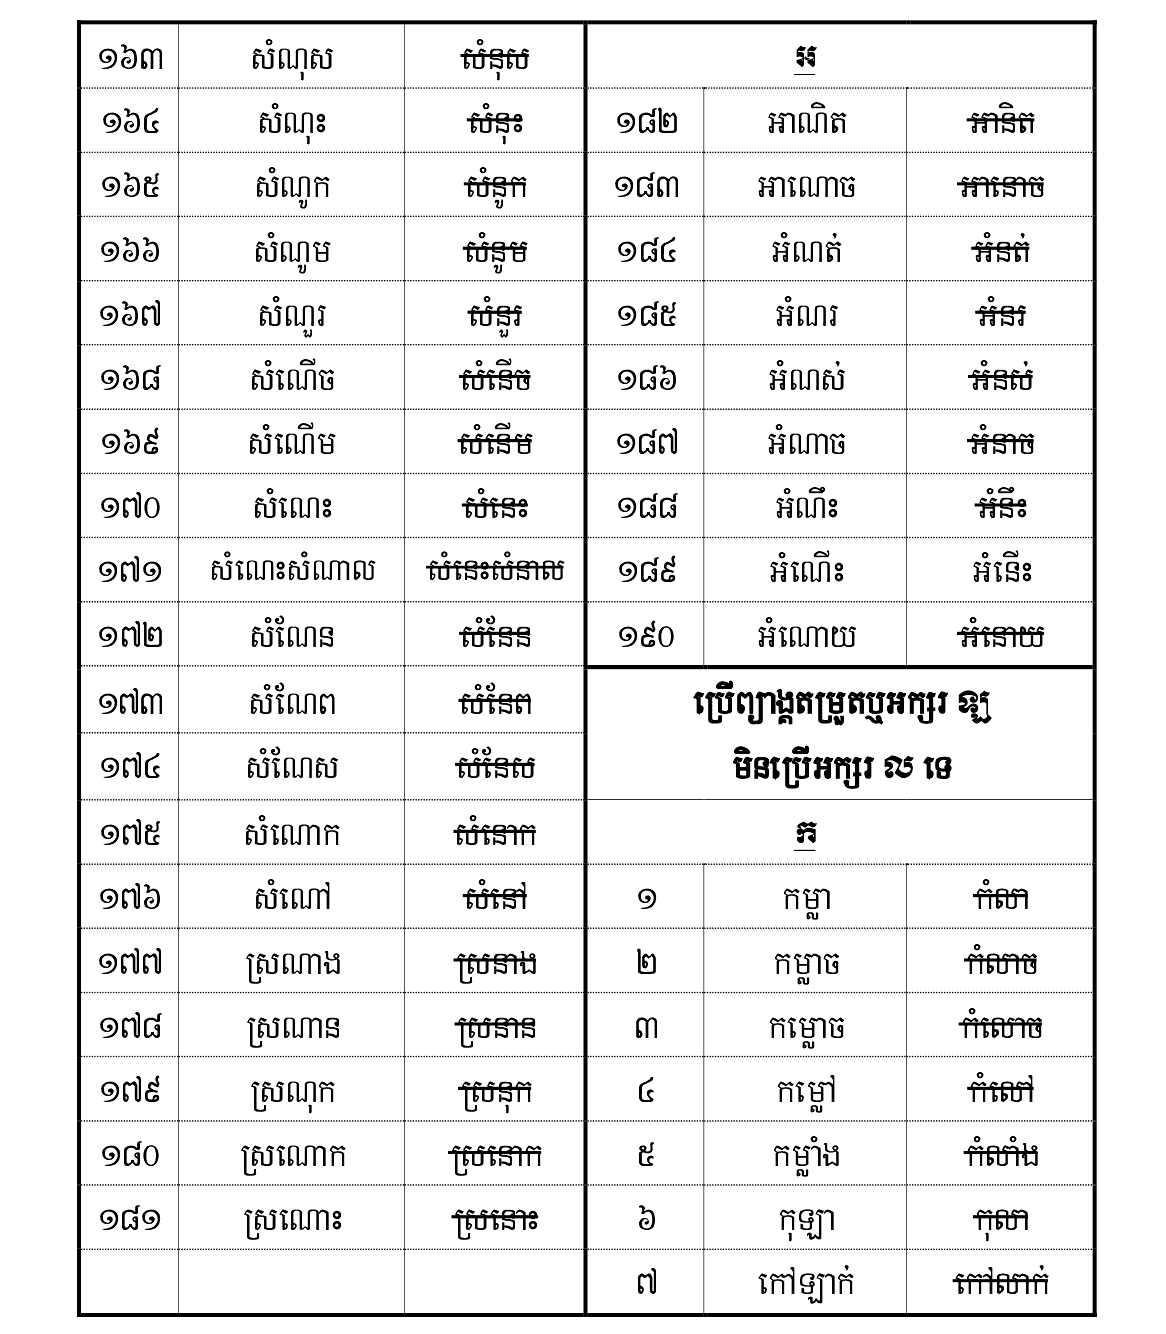 ១៦៣ សំណុស សំនុស
១៦៤ សំណុះ សំនុះ
១៦៥ សំណូក សំនូក
១៦៦ សំណូម សំនូម
១៦៧ សំណួរ សំនួរ
១៦៨ សំណើច សំនើច
១៦៩ សំណើម សំនើម
១៧០ សំណេះ សំនេះ
១៧១ សំណេះសំណាល សំនេះសំនាល
១៧២ សំណែន សំនែន
១៧៣ សំណែព សំនែព
១៧៤ សំណែស សំនែស
១៧៥ សំណោក សំនោក
១៧៦ សំណៅ សំនៅ
១៧៧ ស្រណាង ស្រនាង
១៧៨ ស្រណាន ស្រនាន
១៧៩ ស្រណុក ស្រនុក
១៨០ ស្រណោក ស្រនោក
១៨១ ស្រណោះ ស្រនោះ
អ
១៨២ អាណិត អានិត
១៨៣ អាណោច អានោច
១៨៤ អំណត់ អំនត់
១៨៥ អំណរ អំនរ
១៨៦ អំណស់ អំនស់
១៨៧ អំណាច អំនាច
១៨៨ អំណឹះ អំនឹះ
១៨៩ អំណើះ អំនើះ
១៩០ អំណោយ អំនោយ
ប្រើព្យាង្គតម្រួតឬអក្សរ ឡ
មិនប្រើអក្សរ ល ទេ
ក
១ កម្លា កំលា
២ កម្លាច កំលាច
៣ កម្លោច កំលោច
៤ កម្លៅ កំលៅ
៥ កម្លាំង កំលាំង
៦ កុឡា កុលា
៧ កៅឡាក់ កៅលាក់